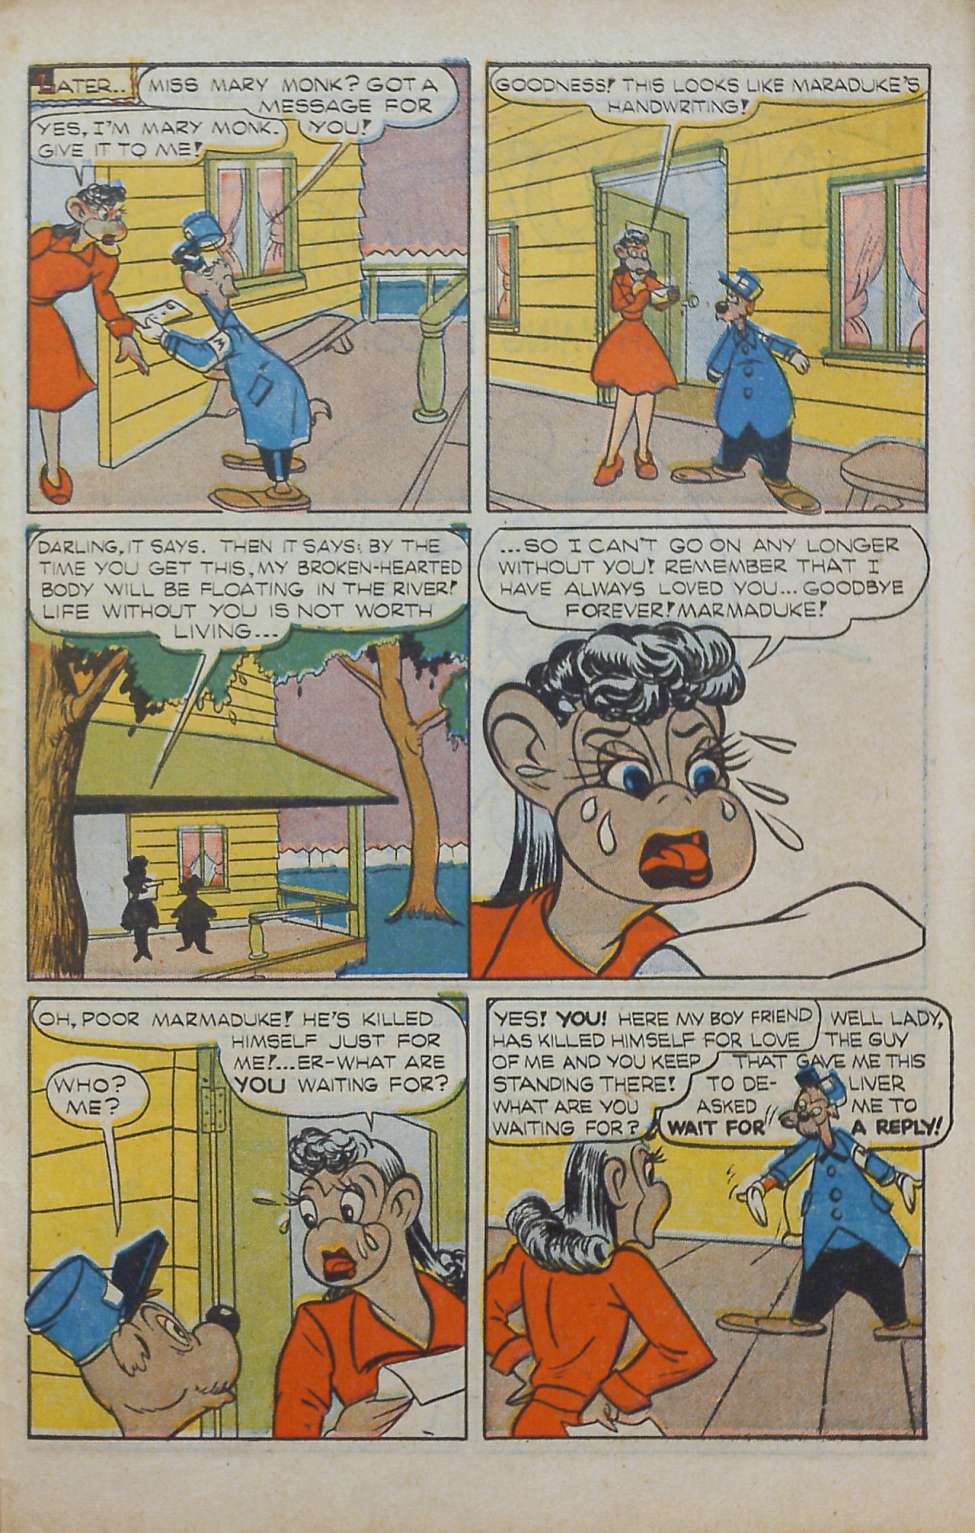 LATER..
MISS MARY MONK? GOT A
MESSAGE FOR
YOU!
YES, I'M MARY MONK.
GIVE IT TO ME!
GOODNESS! THIS LOOKS LIKE MARADUKE'S
HANDWRITING!
DARLING, IT SAYS. THEN IT SAYS: BY THE
TIME YOU GET THIS, MY BROKEN-HEARTED
BODY WILL BE FLOATING IN THE RIVER!
LIFE WITHOUT YOU IS NOT WORTH
LIVING...
...SO I CAN'T GO ON ANY LONGER
WITHOUT YOU! REMEMBER THAT I
HAVE ALWAYS LOVED YOU... GOODBYE
FOREVER! MARMADUKE!
OH, POOR MARMADUKE! HE'S KILLED
HIMSELF JUST FOR
ME!...ER-WHAT ARE
YOU WAITING FOR?
WHO?
ME?
YES! YOU! HERE MY BOY FRIEND
HAS KILLED HIMSELF FOR LOVE
OF ME AND YOU KEEP
STANDING THERE!
WHAT ARE YOU
WAITING FOR?
WELL LADY,
THE GUY
THAT GAVE ME THIS
TO DE- LIVER
ASKED ME TO
WAIT FOR A REPLY!